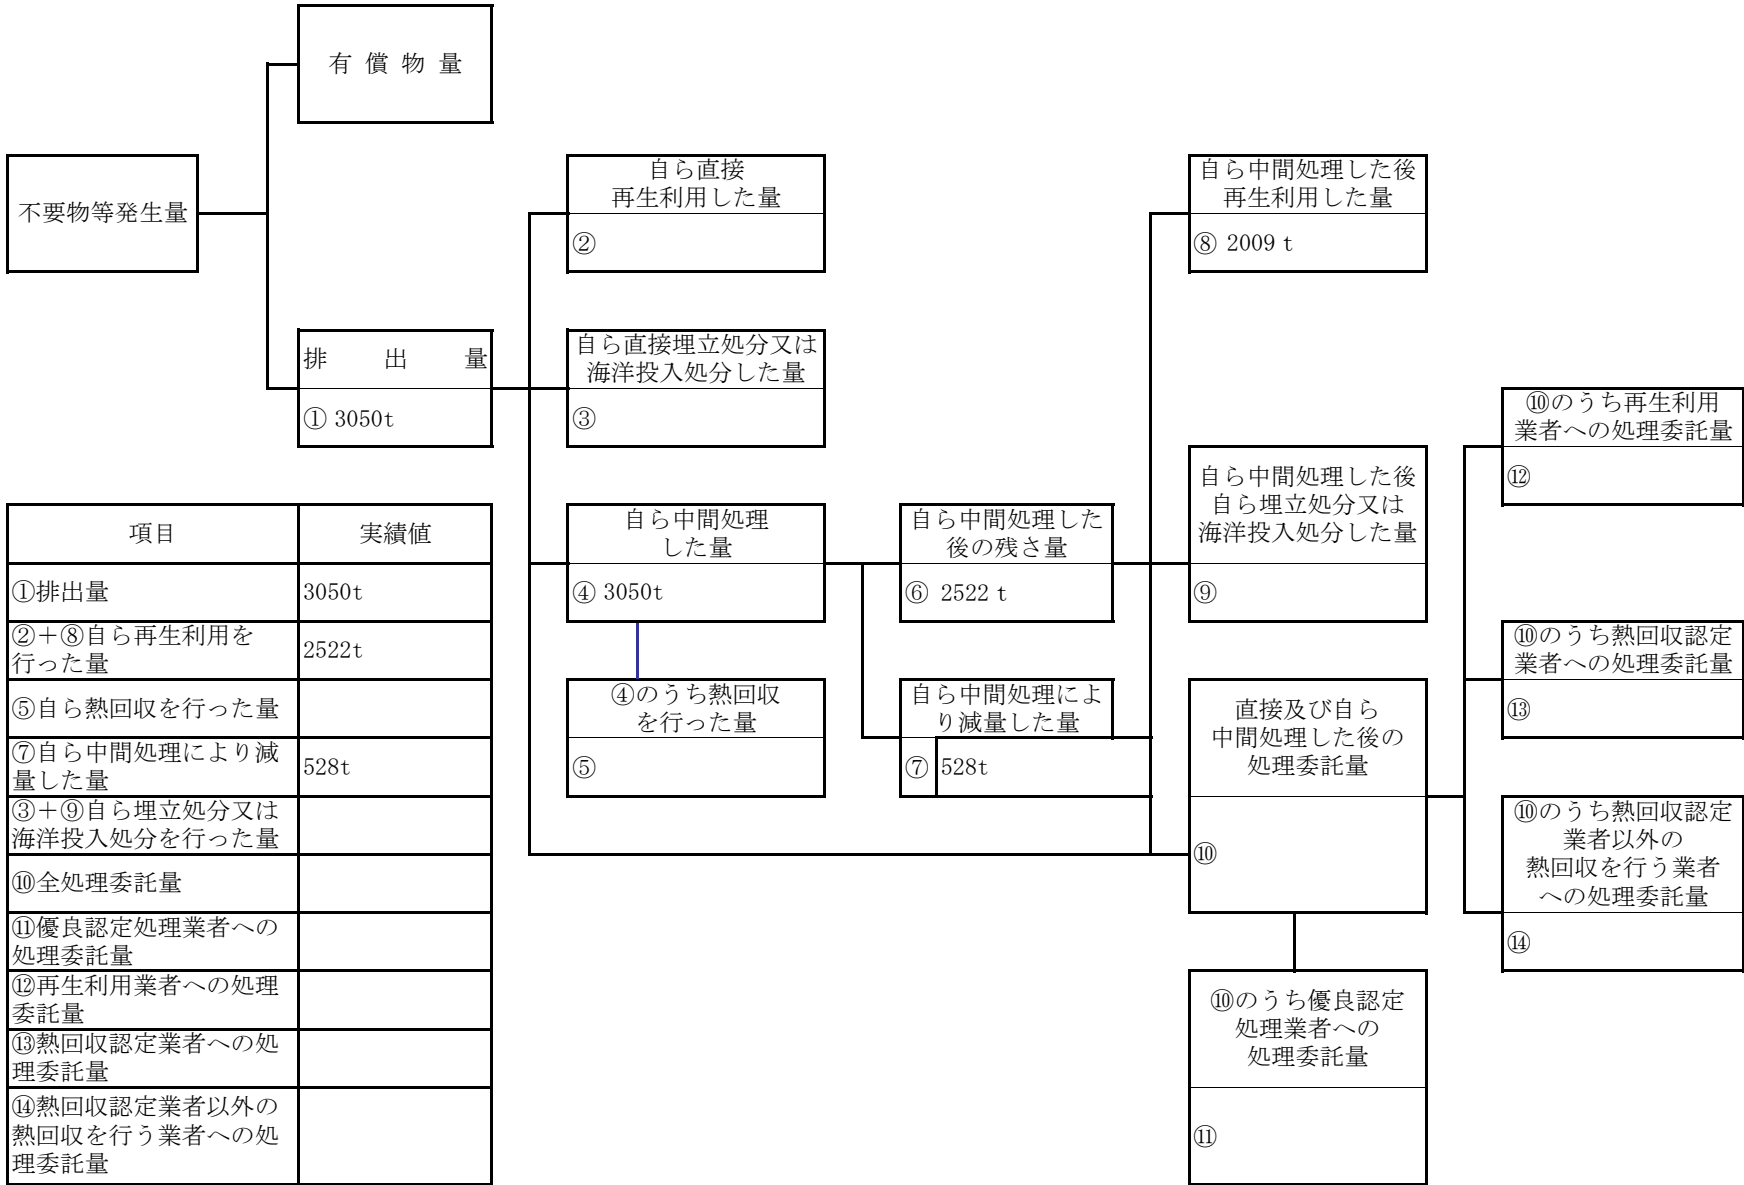 有償物量
不要物等発生量
自ら直接
再生利用した量
②
自ら中間処理した後
再生利用した量
⑧ 2009 t
排出量
① 3050t
自ら直接埋立処分又は
海洋投入処分した量
③
⑩のうち再生利用
業者への処理委託量
⑫
自ら中間処理した後
自ら埋立処分又は
海洋投入処分した量
⑨
自ら中間処理
した量
④ 3050t
自ら中間処理した
後の残さ量
⑥ 2522 t
⑩のうち熱回収認定
業者への処理委託量
⑬
④のうち熱回収
を行った量
⑤
自ら中間処理によ
り減量した量
⑦ 528t
直接及び自ら
中間処理した後の
処理委託量
⑩
⑩のうち熱回収認定
業者以外の
熱回収を行う業者
への処理委託量
⑭
⑩のうち優良認定
処理業者への
処理委託量
⑪
項目 実績値
①排出量 3050t
②＋⑧自ら再生利用を
行った量 2522t
⑤自ら熱回収を行った量
⑦自ら中間処理により減
量した量 528t
③＋⑨自ら埋立処分又は
海洋投入処分を行った量
⑩全処理委託量
⑪優良認定処理業者への
処理委託量
⑫再生利用業者への処理
委託量
⑬熱回収認定業者への処
理委託量
⑭熱回収認定業者以外の
熱回収を行う業者への処
理委託量